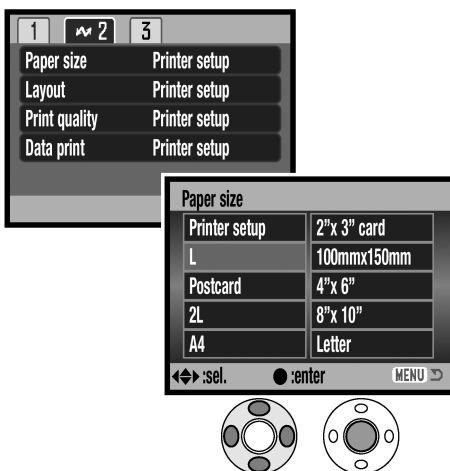 1 2 3
Paper size Printer setup
Layout Printer setup
Print quality Printer setup
Data print Printer setup
Paper size
Printer setup 2”x 3” card
L 100mmx150mm
Postcard 4”x 6”
2L 8”x 10”
A4 Letter
:sel. :enter MENU